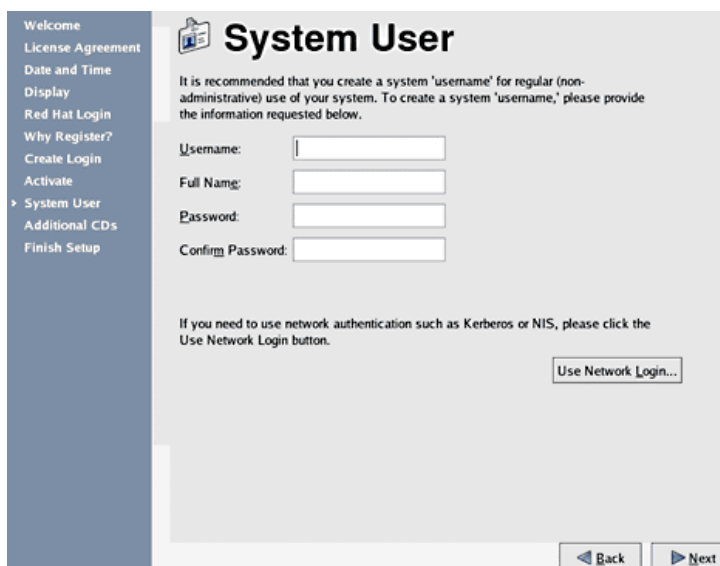 Welcome
License Agreement
Date and Time
Display
Red Hat Login
Why Register?
Create Login
Activate
System User
Additional CDs
Finish Setup
System User
It is recommended that you create a system 'username' for regular (non-
administrative) use of your system. To create a system 'username,' please provide
the information requested below.
Username:
Full Name:
Password:
Confirm Password:
If you need to use network authentication such as Kerberos or NIS, please click the
Use Network Login button.
Use Network Login...
Back
Next